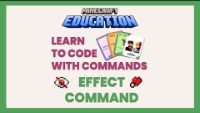 MINECRAFT
EDUCATION
LEARN
TO CODE
WITH COMMANDS
EFFECT
COMMAND